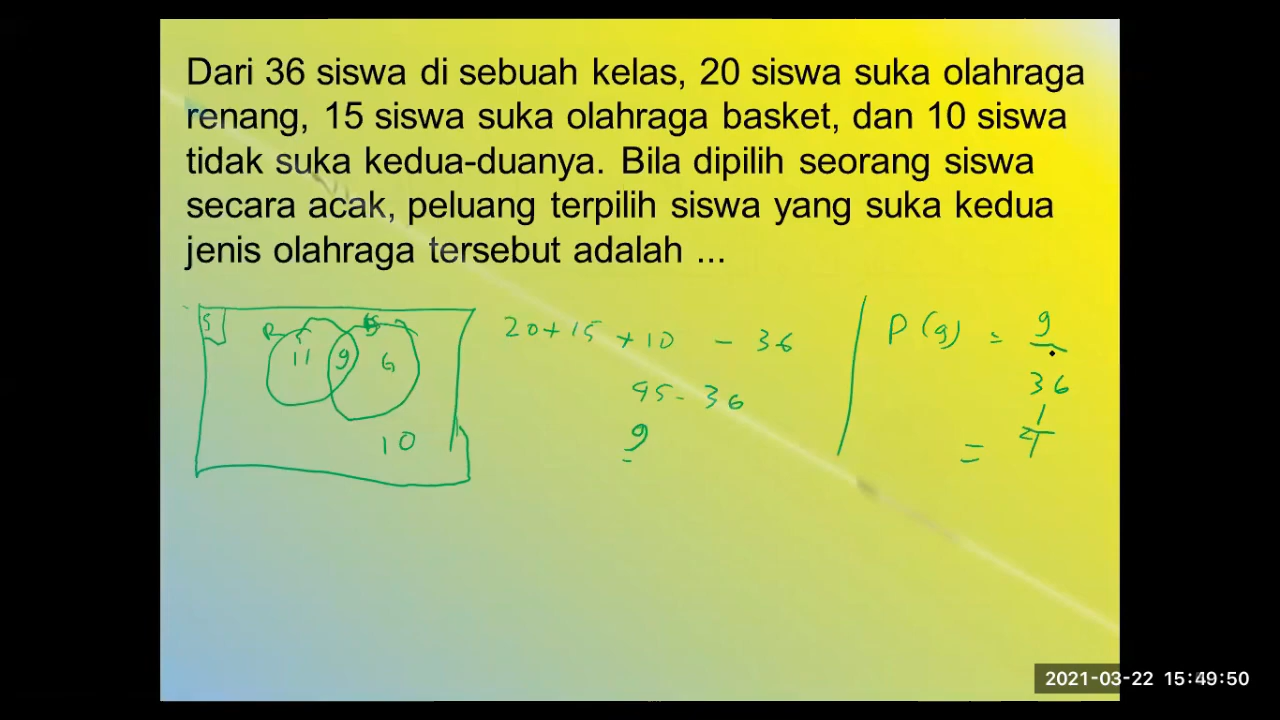 Dari 36 siswa di sebuah kelas, 20 siswa suka olahraga
renang, 15 siswa suka olahraga basket, dan 10 siswa
tidak suka kedua-duanya. Bila dipilih seorang siswa
secara acak, peluang terpilih siswa yang suka kedua
jenis olahraga tersebut adalah ...
S
R
11 9 6
10
20+15 +10 - 36
45 - 36
9
P(9) = 9/36
= 1/4
2021-03-22 15:49:50